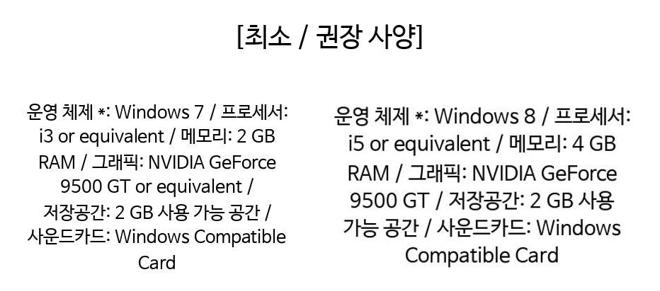 [최소 / 권장 사양]
운영 체제 *: Windows 7 / 프로세서:
i3 or equivalent / 메모리: 2 GB
RAM / 그래픽: NVIDIA GeForce
9500 GT or equivalent /
저장공간: 2 GB 사용 가능 공간 /
사운드카드: Windows Compatible
Card
운영 체제 *: Windows 8 / 프로세서:
i5 or equivalent / 메모리: 4 GB
RAM / 그래픽: NVIDIA GeForce
9500 GT / 저장공간: 2 GB 사용
가능 공간 / 사운드카드: Windows
Compatible Card